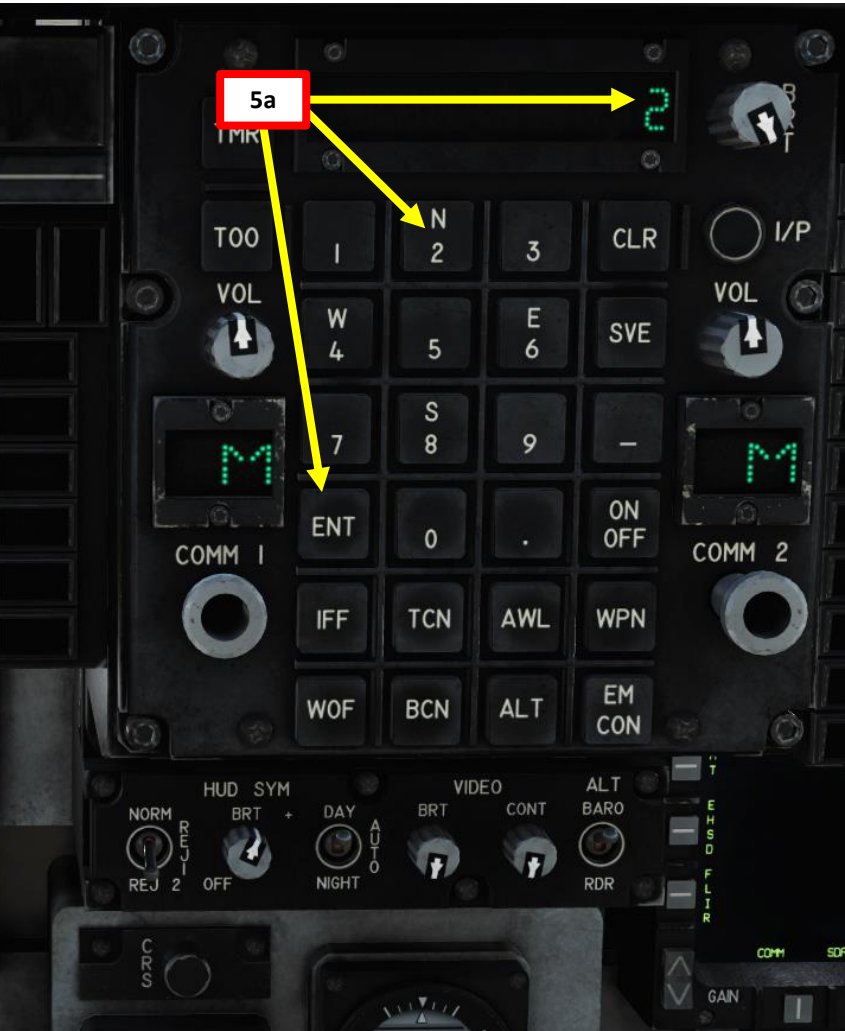 5a
2
BRT
TMR
TOO
1
N
2
3
CLR
I/P
VOL
W
4
5
E
6
SVE
VOL
M
7
S
8
9
–
M
COMM 1
ENT
0
.
ON
OFF
COMM 2
IFF
TCN
AWL
WPN
WOF
BCN
ALT
EM
CON
HUD SYM
VIDEO
ALT
NORM
REJ1
BRT +
DAY
AUTO
BRT
CONT
BARO
REJ 2
OFF
NIGHT
RDR
T
EHSD
FLIR
CRS
COMM
GAIN